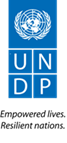 U N
D P
Empowered lives.
Resilient nations.